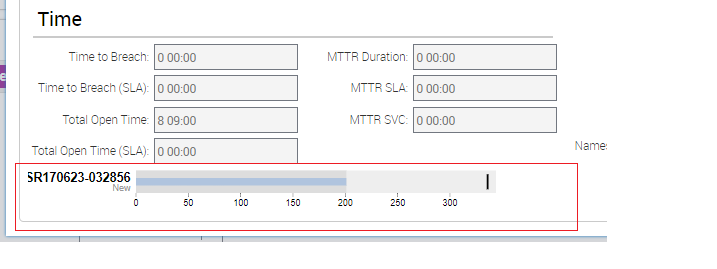 Time
Time to Breach: 0 00:00 MTTR Duration: 0 00:00
Time to Breach (SLA): 0 00:00 MTTR SLA: 0 00:00
Total Open Time: 8 09:00 MTTR SVC: 0 00:00
Total Open Time (SLA): 0 00:00
Name:
SR170623-032856
New
0 50 100 150 200 250 300